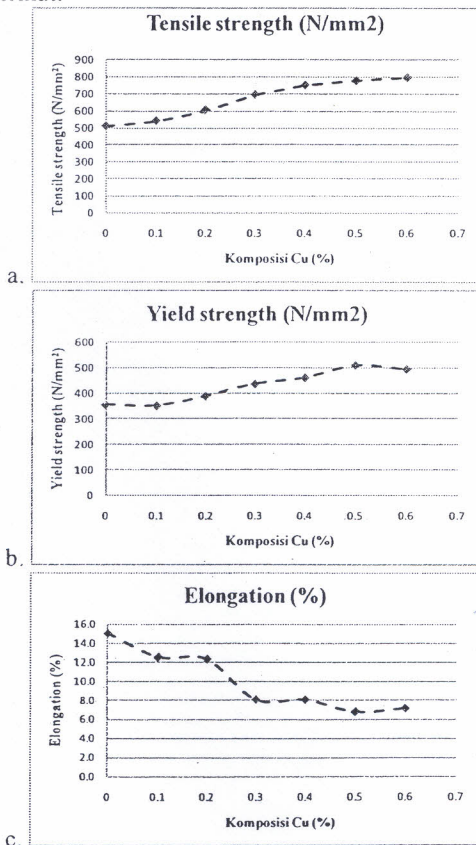 Tensile strength (N/mm2)
Tensile strength (N/mm²)
900
800
700
600
500
400
300
200
100
0
0 0.1 0.2 0.3 0.4 0.5 0.6 0.7
Komposisi Cu (%)
a.
Yield strength (N/mm2)
Yield strength (N/mm²)
600
500
400
300
200
100
0
0 0.1 0.2 0.3 0.4 0.5 0.6 0.7
Komposisi Cu (%)
b.
Elongation (%)
Elongation (%)
16.0
14.0
12.0
10.0
8.0
6.0
4.0
2.0
0.0
0 0.1 0.2 0.3 0.4 0.5 0.6 0.7
Komposisi Cu (%)
c.